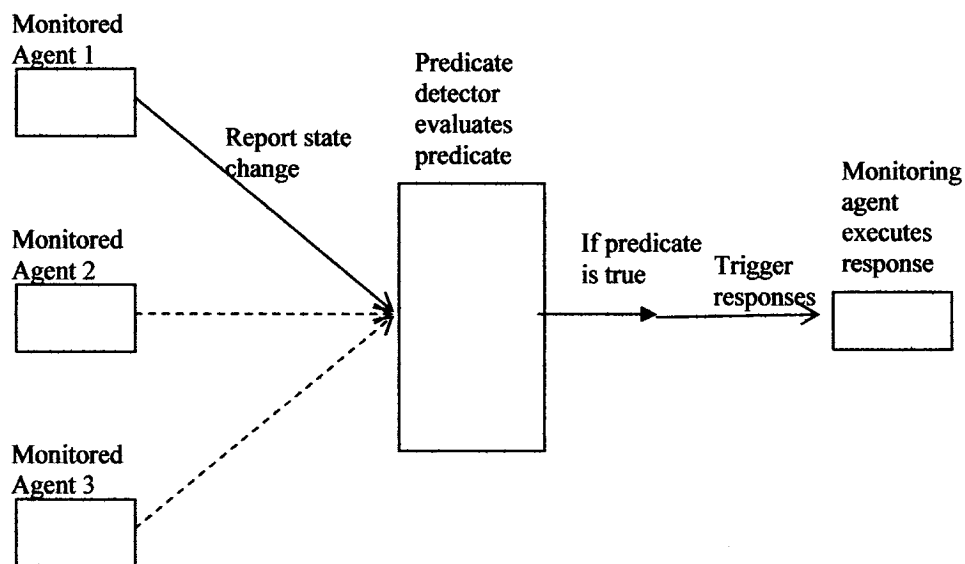 Monitored
Agent 1
Report state
change
Monitored
Agent 2
Monitored
Agent 3
Predicate
detector
evaluates
predicate
If predicate
is true
Trigger
responses
Monitoring
agent
executes
response